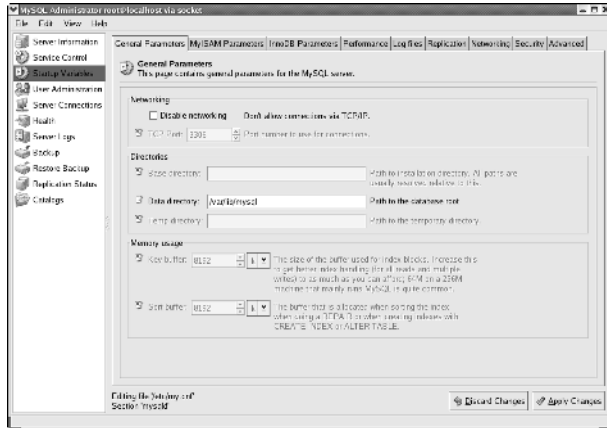 MySQL Administrator root@localhost via socket
File Edit View Help
Server Information
Service Control
Startup Variables
User Administration
Server Connections
Health
Server Logs
Backup
Restore Backup
Replication Status
Catalogs
General Parameters MyISAM Parameters InnoDB Parameters Performance Log files Replication Networking Security Advanced
General Parameters
This page contains general parameters for the MySQL server.
Networking
Disable networking Don't allow connections via TCP/IP.
TCP Port: 3306 Port number to use for connections.
Directories
Base directory: Path to installation directory. All paths are
usually resolved relative to this.
Data directory: /var/lib/mysql Path to the database root
Temp directory: Path to the temporary directory.
Memory usage
Key buffer: 8192 k The size of the buffer used for index blocks. Increase this
to get better index handling (for all reads and multiple
writes) to as much as you can afford; 64M on a 256M
machine that mainly runs MySQL is quite common.
Sort buffer: 8192 k The buffer that is allocated when sorting the index
when using a REPAIR or when creating indexes with
CREATE INDEX or ALTER TABLE.
Editing file '/etc/my.cnf'
Section 'mysqld'
Discard Changes Apply Changes